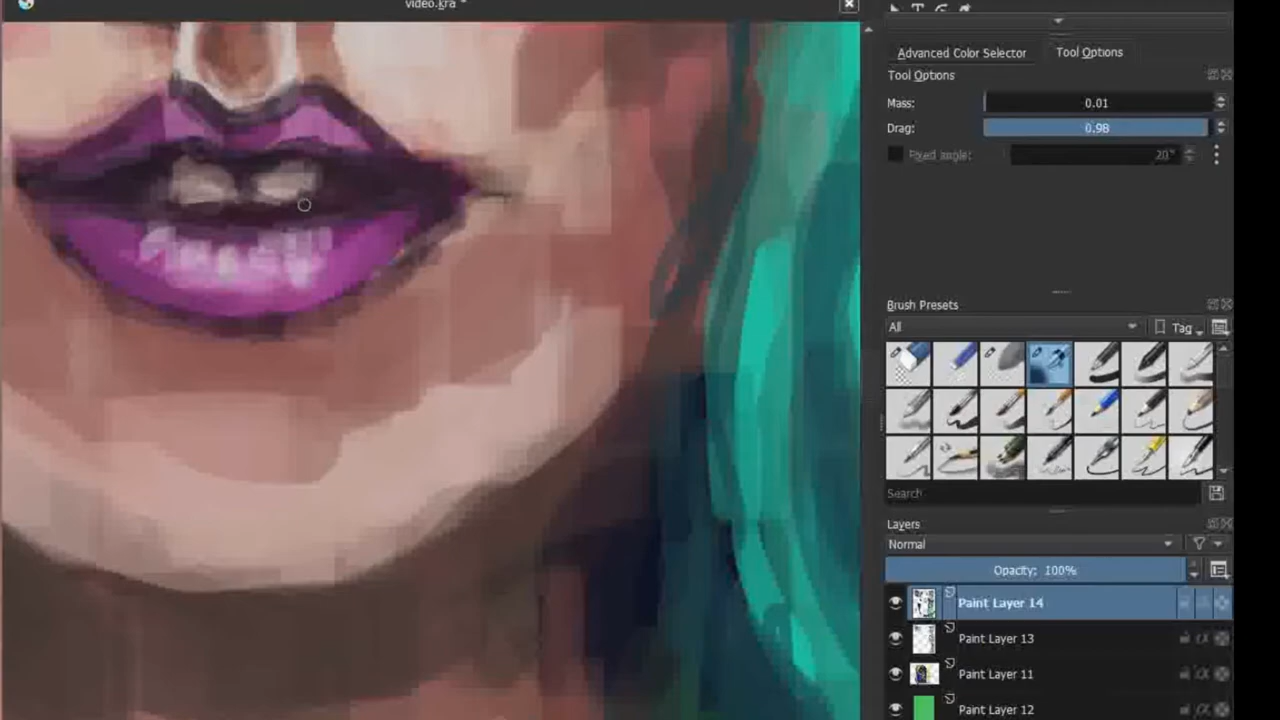 video.kra *
Advanced Color Selector
Tool Options
Tool Options
Mass: 0.01
Drag: 0.98
Fixed angle: 20°
Brush Presets
All
Tag
Search
Layers
Normal
Opacity: 100%
Paint Layer 14
Paint Layer 13
Paint Layer 11
Paint Layer 12